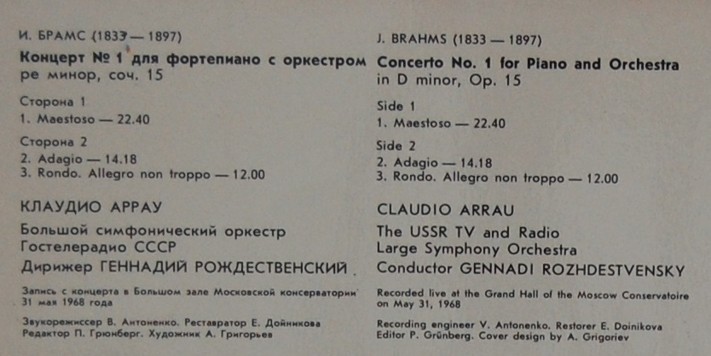 И. БРАМС (1833 — 1897)
Концерт № 1 для фортепиано с оркестром
ре минор, соч. 15
Сторона 1
1. Maestoso — 22.40
Сторона 2
2. Adagio — 14.18
3. Rondo. Allegro non troppo — 12.00
КЛАУДИО АРРАУ
Большой симфонический оркестр
Гостелерадио СССР
Дирижер ГЕННАДИЙ РОЖДЕСТВЕНСКИЙ
Запись с концерта в Большом зале Московской консерватории
31 мая 1968 года
Звукорежиссер В. Антоненко. Реставратор Е. Дойникова
Редактор П. Грюнберг. Художник А. Григорьев
J. BRAHMS (1833 — 1897)
Concerto No. 1 for Piano and Orchestra
in D minor, Op. 15
Side 1
1. Maestoso — 22.40
Side 2
2. Adagio — 14.18
3. Rondo. Allegro non troppo — 12.00
CLAUDIO ARRAU
The USSR TV and Radio
Large Symphony Orchestra
Conductor GENNADI ROZHDESTVENSKY
Recorded live at the Grand Hall of the Moscow Conservatoire
on May 31, 1968
Recording engineer V. Antonenko. Restorer E. Doinikova
Editor P. Grünberg. Cover design by A. Grigoriev